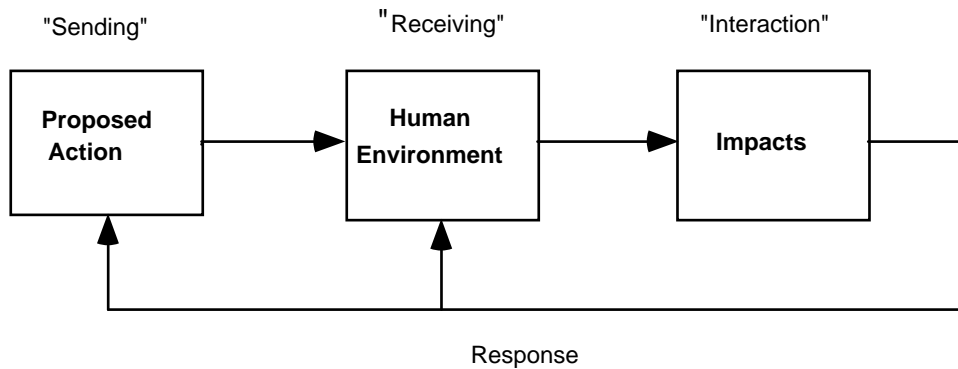 "Sending"
"Receiving"
"Interaction"
Proposed
Action
Human
Environment
Impacts
Response